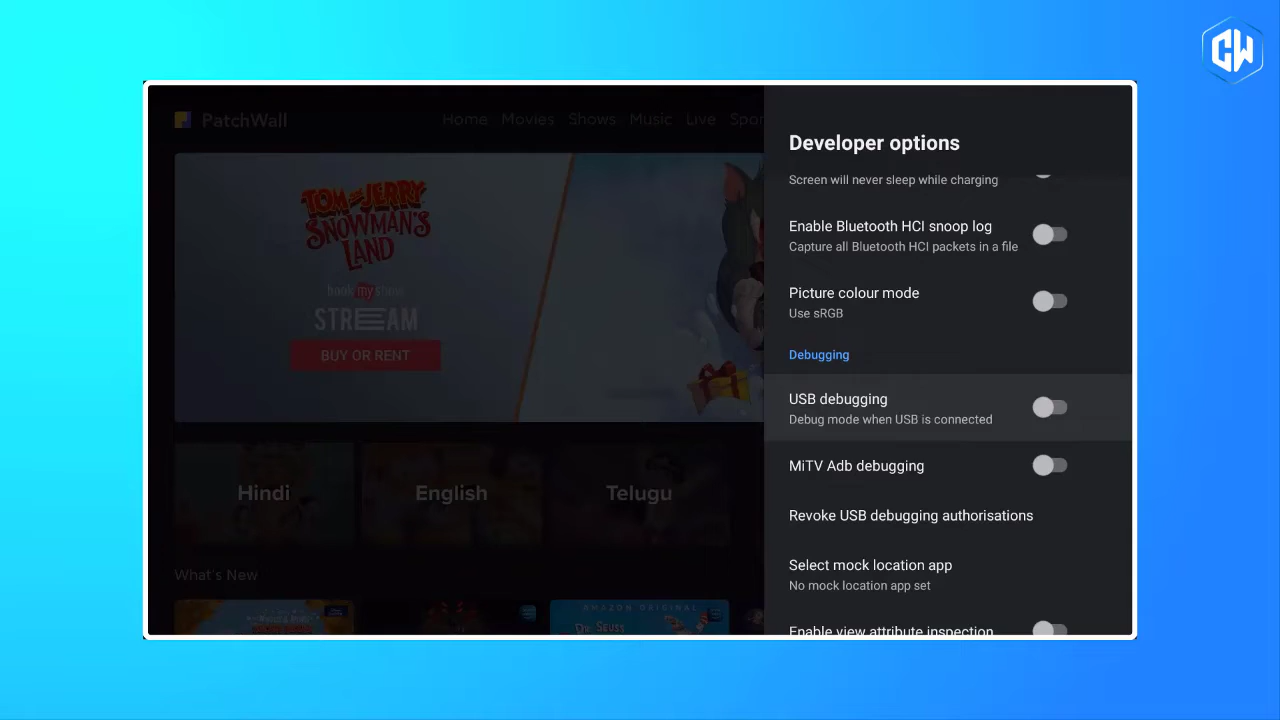 CW
PatchWall
Home Movies Shows Music Live
Developer options
Screen will never sleep while charging
Enable Bluetooth HCI snoop log
Capture all Bluetooth HCI packets in a file
Picture colour mode
Use sRGB
Debugging
USB debugging
Debug mode when USB is connected
MiTV Adb debugging
Revoke USB debugging authorisations
Select mock location app
No mock location app set
Enable view attribute inspection
TOM AND JERRY
SNOWMAN'S
LAND
book my show
STREAM
BUY OR RENT
Hindi
English
Telugu
What's New
AMAZON ORIGINAL
Dr. Seuss